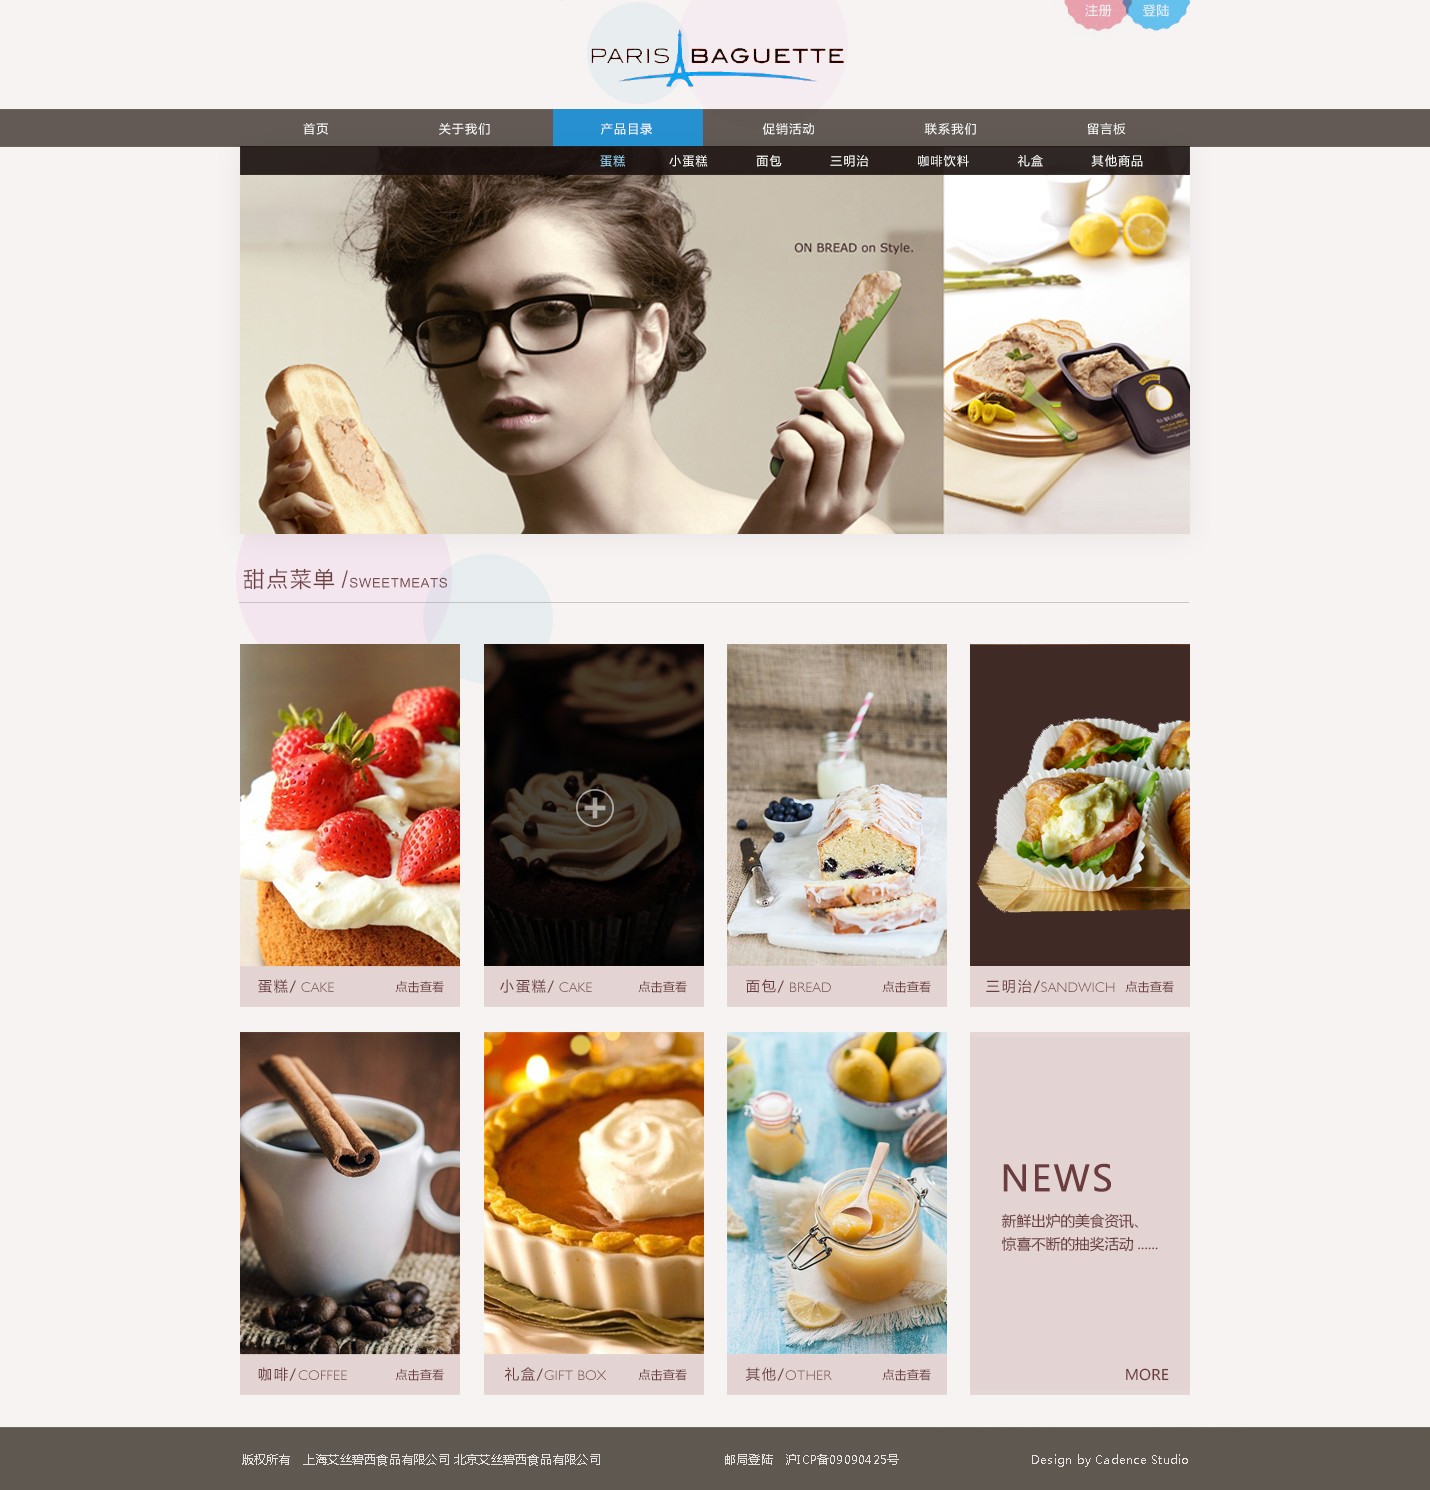 注册 登陆
PARIS BAGUETTE
首页 关于我们 产品目录 促销活动 联系我们 留言板
蛋糕 小蛋糕 面包 三明治 咖啡饮料 礼盒 其他商品
ON BREAD on Style.
甜点菜单 /SWEETMEATS
蛋糕/ CAKE 点击查看
小蛋糕/ CAKE 点击查看
面包/ BREAD 点击查看
三明治/SANDWICH 点击查看
NEWS
新鲜出炉的美食资讯、
惊喜不断的抽奖活动 ......
MORE
咖啡/COFFEE 点击查看
礼盒/GIFT BOX 点击查看
其他/OTHER 点击查看
版权所有 上海艾丝碧西食品有限公司 北京艾丝碧西食品有限公司
邮局登陆 沪ICP备09090425号
Design by Cadence Studio